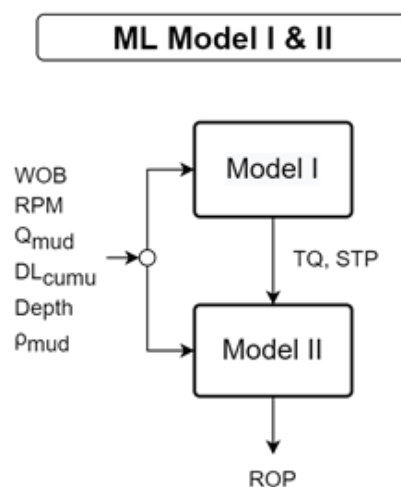 ML Model I & II
Model I
WOB
RPM
Qmud
DLcumu
Depth
ρmud
TQ, STP
Model II
ROP